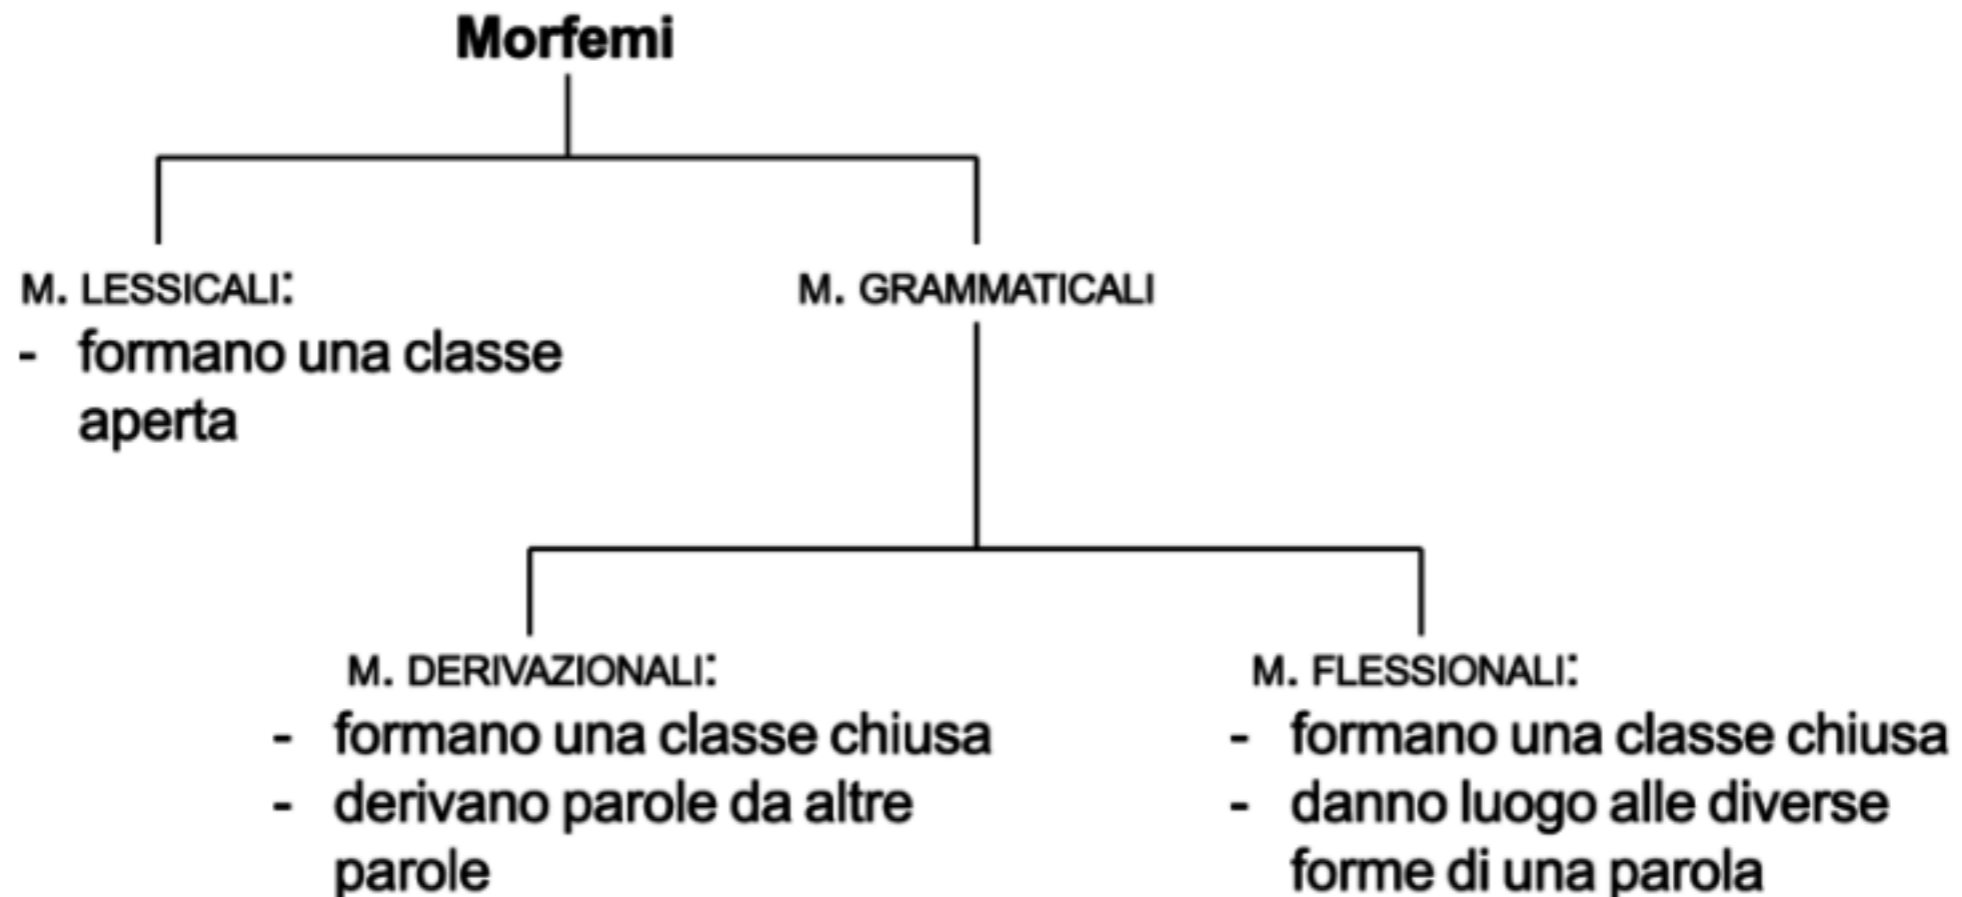 Morfemi
M. LESSICALI:
- formano una classe
aperta
M. GRAMMATICALI
M. DERIVAZIONALI:
- formano una classe chiusa
- derivano parole da altre
parole
M. FLESSIONALI:
- formano una classe chiusa
- danno luogo alle diverse
forme di una parola